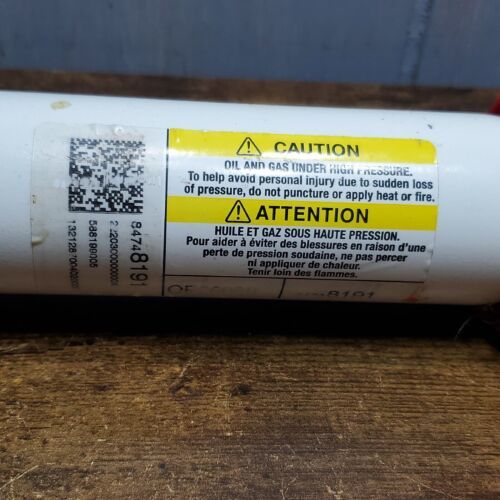 CAUTION
OIL AND GAS UNDER HIGH PRESSURE.
To help avoid personal injury due to sudden loss
of pressure, do not puncture or apply heat or fire.
ATTENTION
HUILE ET GAZ SOUS HAUTE PRESSION.
Pour aider à éviter des blessures en raison d'une
perte de pression soudaine, ne pas percer
ni appliquer de chaleur.
Tenir loin des flammes.
8191
84748191
588189005